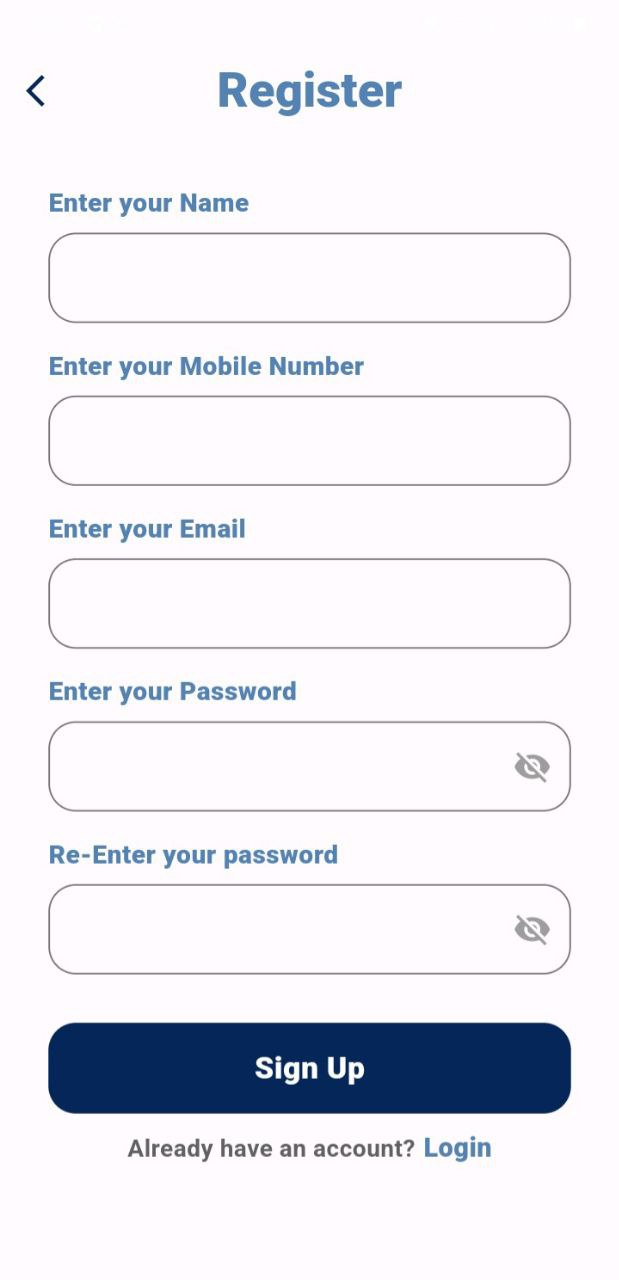 Register
Enter your Name
Enter your Mobile Number
Enter your Email
Enter your Password
Re-Enter your password
Sign Up
Already have an account? Login